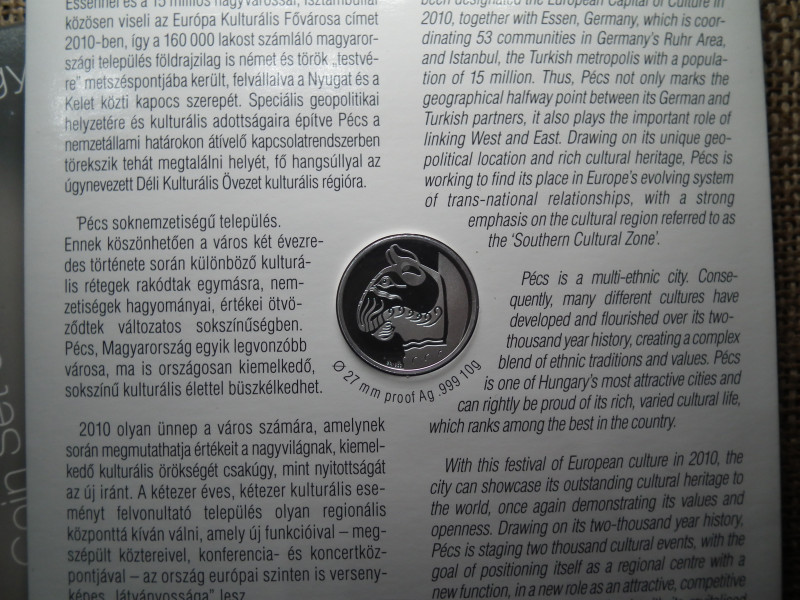 Essennel és a 15 milliós nagyvárossal, Isztambullal
közösen viseli az Európa Kulturális Fővárosa címet
2010-ben, így a 160 000 lakost számláló magyaror-
szági település földrajzilag is német és török „testvé-
re” metszéspontjába került, felvállalva a Nyugat és a
Kelet közti kapocs szerepét. Speciális geopolitikai
helyzetére és kulturális adottságaira építve Pécs a
nemzetállami határokon átívelő kapcsolatrendszerben
törekszik tehát megtalálni helyét, fő hangsúllyal az
úgynevezett Déli Kulturális Övezet kulturális régióra.
Pécs soknemzetiségű település.
Ennek köszönhetően a város két évezre-
des története során különböző kulturá-
lis rétegek rakódtak egymásra, nem-
zetiségek hagyományai, értékei ötvö-
ződtek változatos sokszínűségben.
Pécs, Magyarország egyik legvonzóbb
városa, ma is országosan kiemelkedő,
sokszínű kulturális élettel büszkélkedhet.
2010 olyan ünnep a város számára, amelynek
során megmutathatja értékeit a nagyvilágnak, kiemel-
kedő kulturális örökségét csakúgy, mint nyitottságát
az új iránt. A kétezer éves, kétezer kulturális ese-
ményt felvonultató település olyan regionális
központtá kíván válni, amely új funkcióival – meg-
szépült köztereivel, konferencia- és koncertköz-
pontjával – az ország európai szinten is verseny-
képes „látványossága” lesz.
been designated the European Capital of Culture in
2010, together with Essen, Germany, which is coor-
dinating 53 communities in Germany's Ruhr Area,
and Istanbul, the Turkish metropolis with a popula-
tion of 15 million. Thus, Pécs not only marks the
geographical halfway point between its German and
Turkish partners, it also plays the important role of
linking West and East. Drawing on its unique geo-
political location and rich cultural heritage, Pécs is
working to find its place in Europe's evolving system
of trans-national relationships, with a strong
emphasis on the cultural region referred to as
the 'Southern Cultural Zone'.
Pécs is a multi-ethnic city. Conse-
quently, many different cultures have
developed and flourished over its two-
thousand year history, creating a complex
blend of ethnic traditions and values. Pécs
is one of Hungary's most attractive cities and
can rightly be proud of its rich, varied cultural life,
which ranks among the best in the country.
With this festival of European culture in 2010, the
city can showcase its outstanding cultural heritage to
the world, once again demonstrating its values and
openness. Drawing on its two-thousand year history,
Pécs is staging two thousand cultural events, with the
goal of positioning itself as a regional centre with a
new function, in a new role as an attractive, competitive
Ø 27 mm proof Ag .999 10g
coin set